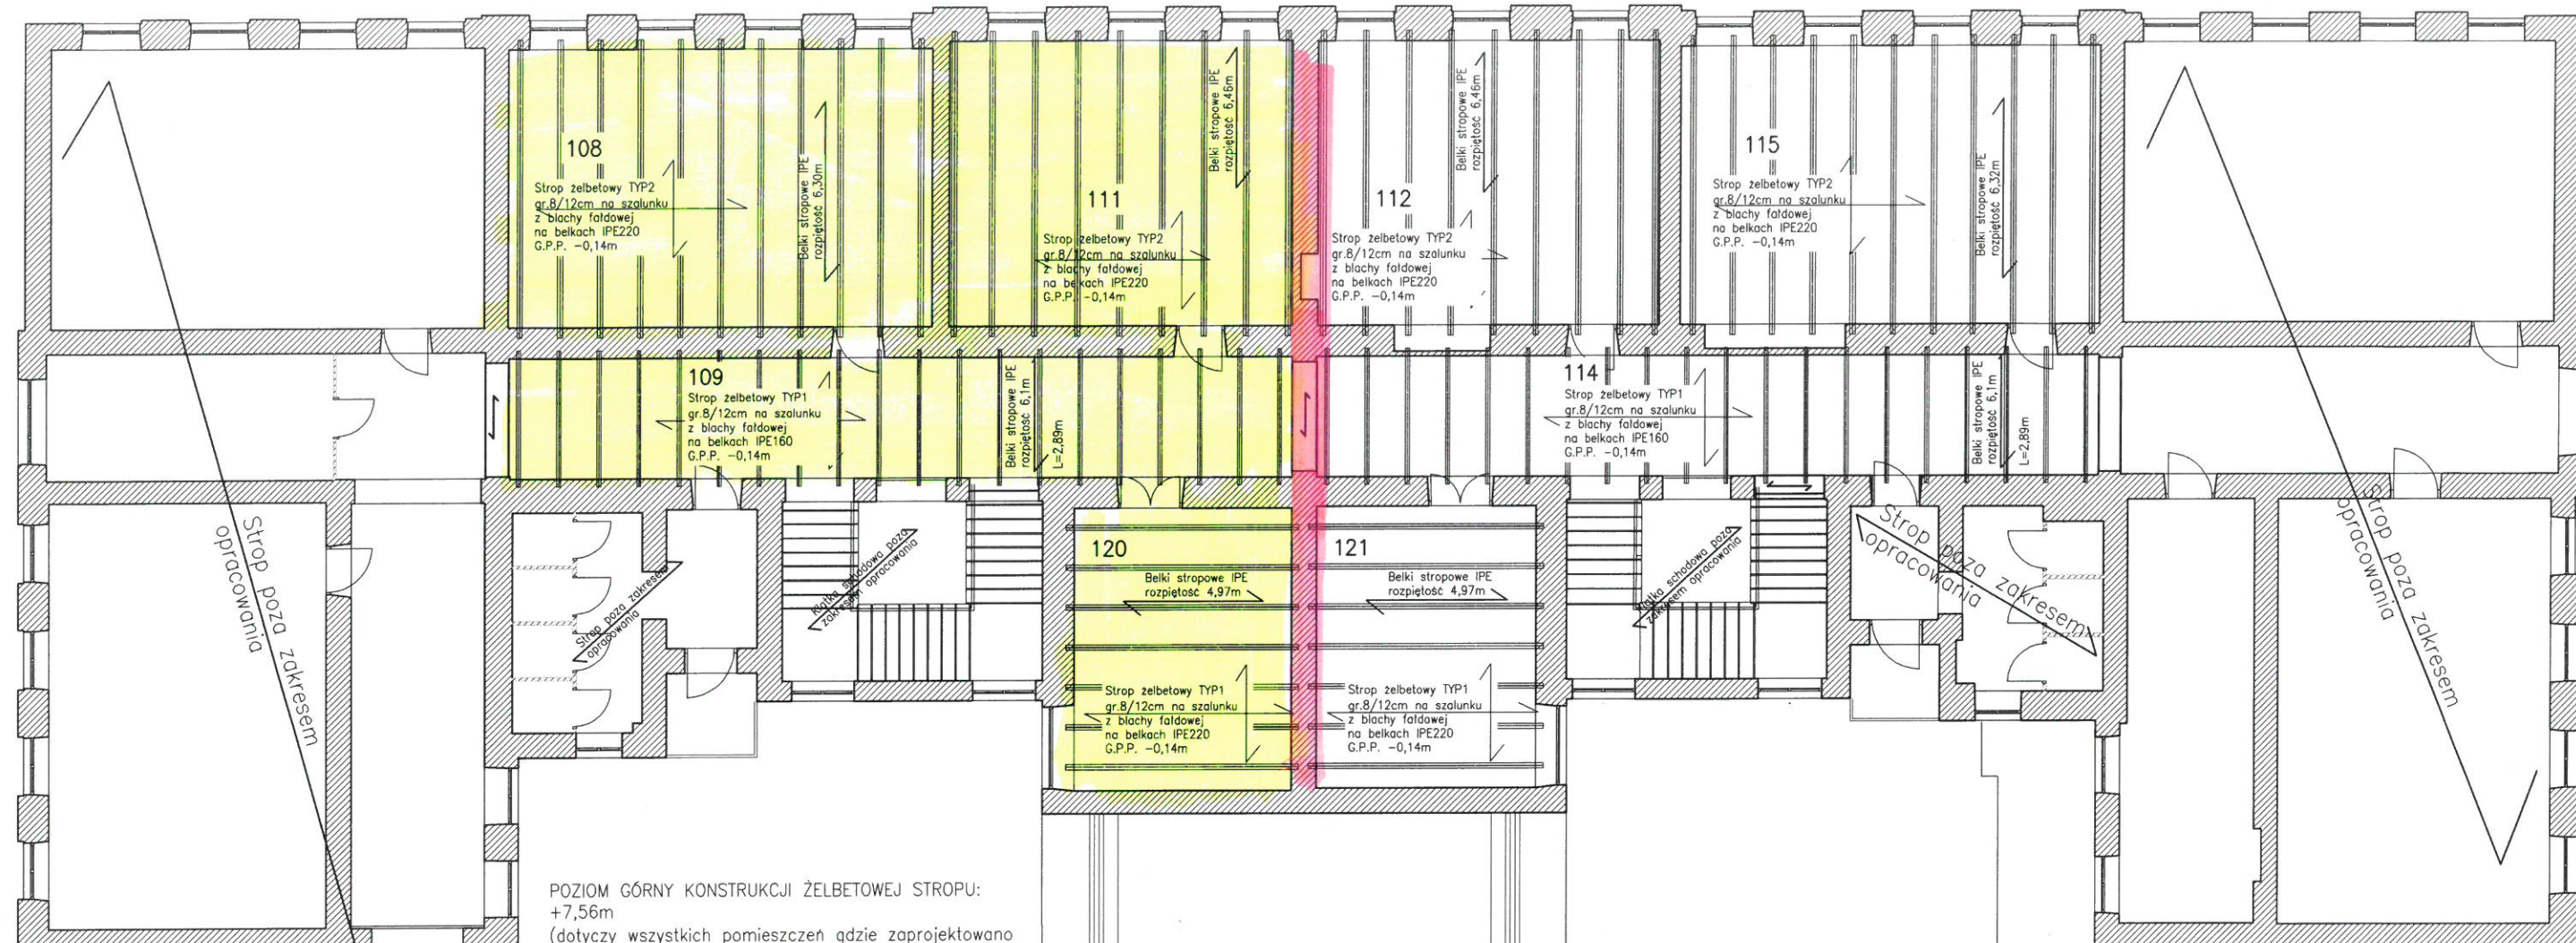 108
Strop żelbetowy TYP2
gr.8/12cm na szalunku
z blachy fałdowej
na belkach IPE220
G.P.P. -0,14m
Belki stropowe IPE
rozpiętość 6,30m
111
Strop żelbetowy TYP2
gr.8/12cm na szalunku
z blachy fałdowej
na belkach IPE220
G.P.P. -0,14m
Belki stropowe IPE
rozpiętość 6,46m
112
Strop żelbetowy TYP2
gr.8/12cm na szalunku
z blachy fałdowej
na belkach IPE220
G.P.P. -0,14m
Belki stropowe IPE
rozpiętość 6,46m
115
Strop żelbetowy TYP2
gr.8/12cm na szalunku
z blachy fałdowej
na belkach IPE220
G.P.P. -0,14m
Belki stropowe IPE
rozpiętość 6,32m
109
Strop żelbetowy TYP1
gr.8/12cm na szalunku
z blachy fałdowej
na belkach IPE160
G.P.P. -0,14m
Belki stropowe IPE
rozpiętość 6,1m
L=2,89m
114
Strop żelbetowy TYP1
gr.8/12cm na szalunku
z blachy fałdowej
na belkach IPE160
G.P.P. -0,14m
Belki stropowe IPE
rozpiętość 6,1m
L=2,89m
Strop poza zakresem
opracowania
Strop poza zakresem
opracowania
Klatka schodowa poza
zakresem opracowania
120
Belki stropowe IPE
rozpiętość 4,97m
Strop żelbetowy TYP1
gr.8/12cm na szalunku
z blachy fałdowej
na belkach IPE220
G.P.P. -0,14m
121
Belki stropowe IPE
rozpiętość 4,97m
Strop żelbetowy TYP1
gr.8/12cm na szalunku
z blachy fałdowej
na belkach IPE220
G.P.P. -0,14m
Klatka schodowa poza
zakresem opracowania
Strop poza zakresem
opracowania
Strop poza zakresem
opracowania
POZIOM GÓRNY KONSTRUKCJI ŻELBETOWEJ STROPU:
+7,56m
(dotyczy wszystkich pomieszczeń gdzie zaprojektowano